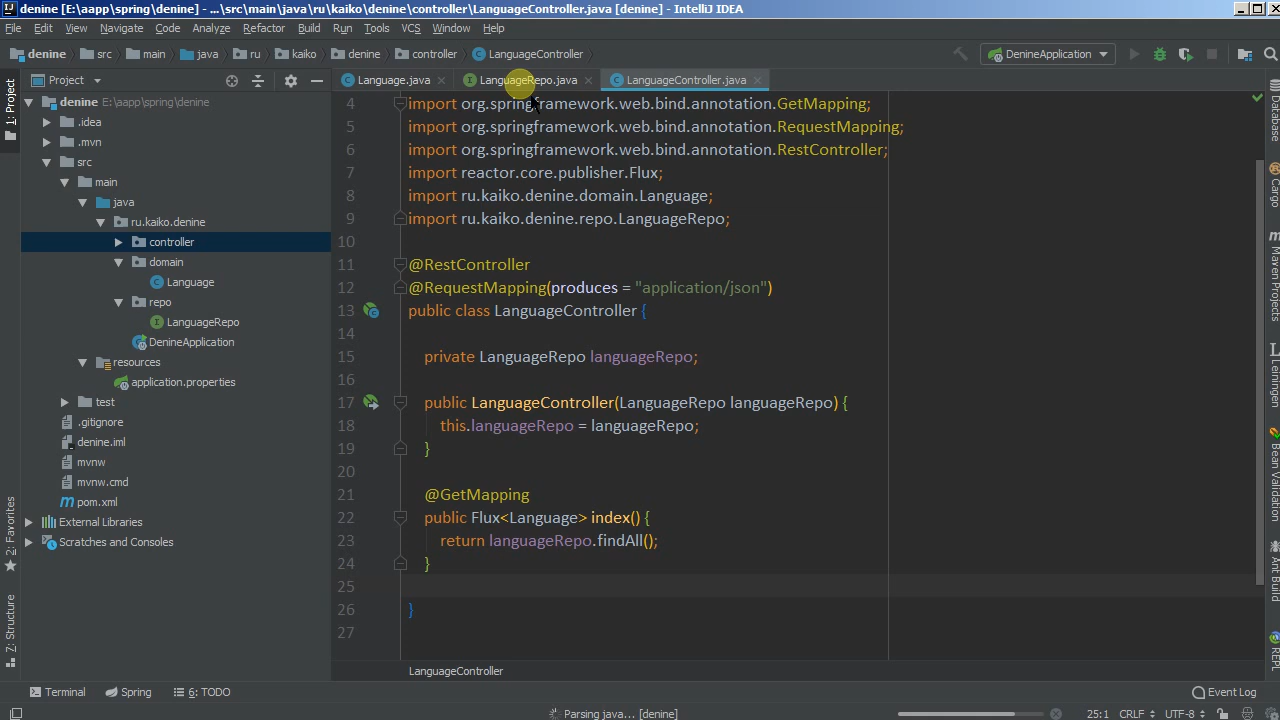 denine [E:\aapp\spring\denine] - ...\src\main\java\ru\kaiko\denine\controller\LanguageController.java [denine] - IntelliJ IDEA
File Edit View Navigate Code Analyze Refactor Build Run Tools VCS Window Help
denine src main java ru kaiko denine controller LanguageController DenineApplication
Project Language.java LanguageRepo.java LanguageController.java
1: Project
denine E:\aapp\spring\denine
.idea
.mvn
src
main
java
ru.kaiko.denine
controller
domain
Language
repo
LanguageRepo
DenineApplication
resources
application.properties
test
.gitignore
denine.iml
mvnw
mvnw.cmd
pom.xml
External Libraries
Scratches and Consoles
2: Favorites
Z: Structure
4 import org.springframework.web.bind.annotation.GetMapping;
5 import org.springframework.web.bind.annotation.RequestMapping;
6 import org.springframework.web.bind.annotation.RestController;
7 import reactor.core.publisher.Flux;
8 import ru.kaiko.denine.domain.Language;
9 import ru.kaiko.denine.repo.LanguageRepo;
10
11 @RestController
12 @RequestMapping(produces = "application/json")
13 public class LanguageController {
14
15 private LanguageRepo languageRepo;
16
17 public LanguageController(LanguageRepo languageRepo) {
18 this.languageRepo = languageRepo;
19 }
20
21 @GetMapping
22 public Flux<Language> index() {
23 return languageRepo.findAll();
24 }
25
26 }
27
LanguageController
Database
Cargo
Maven Projects
Leiningen
Bean Validation
Ant Build
REPL
Terminal Spring 6: TODO Event Log
Parsing java... [denine] 25:1 CRLF UTF-8